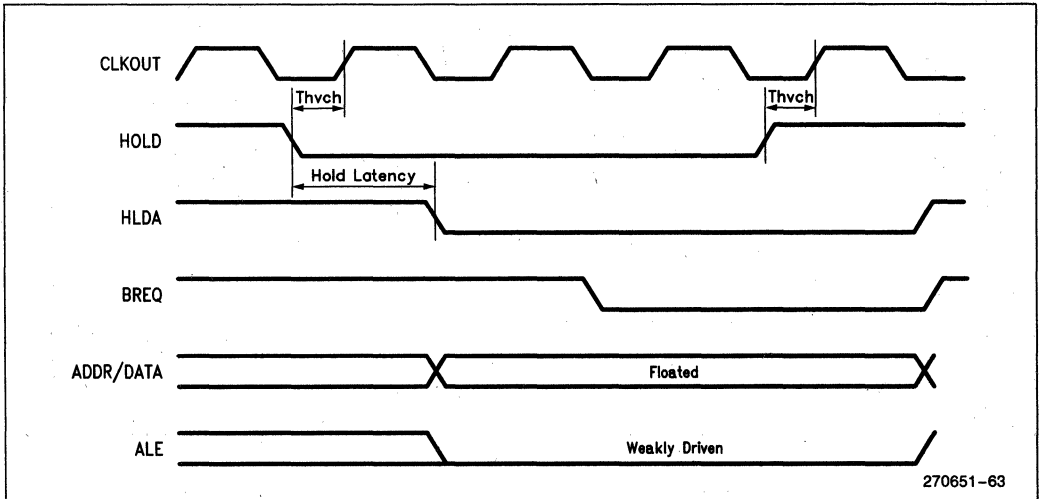 CLKOUT
Thvch
Thvch
HOLD
Hold Latency
HLDA
BREQ
ADDR/DATA
Floated
ALE
Weakly Driven
270651-63